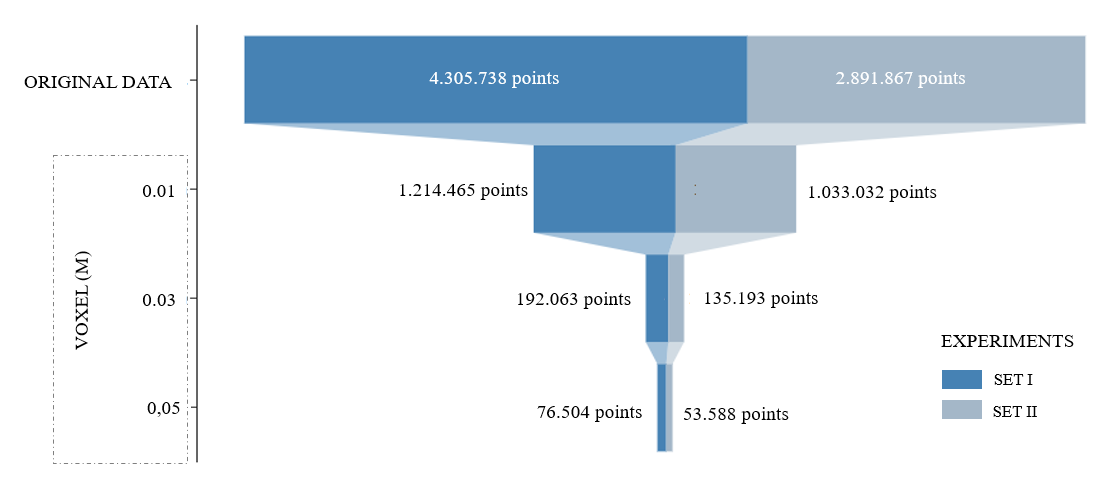 ORIGINAL DATA
4.305.738 points
2.891.867 points
0.01
1.214.465 points
1.033.032 points
VOXEL (M)
0.03
192.063 points
135.193 points
EXPERIMENTS
SET I
0,05
76.504 points
53.588 points
SET II